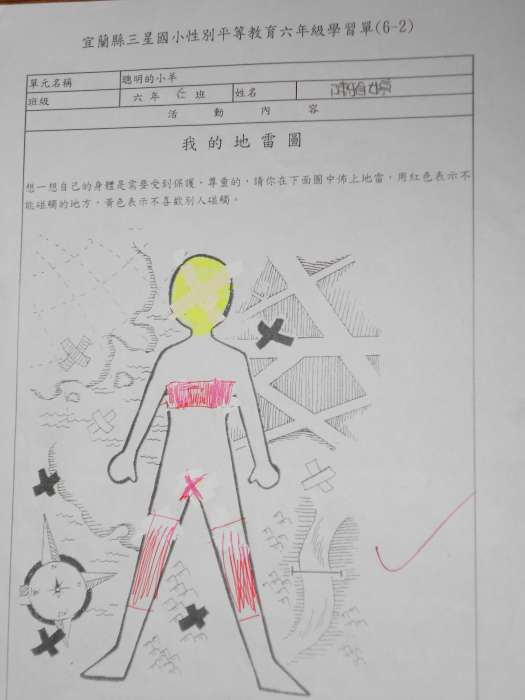 宜蘭縣三星國小性別平等教育六年級學習單(6-2)
單元名稱 聰明的小羊
班級 六年 仁 班 姓名
活動內容
我的地雷圖
想一想自己的身體是需要受到保護、尊重的,請你在下面圖中佈上地雷,用紅色表示不
能碰觸的地方,黃色表示不喜歡別人碰觸。